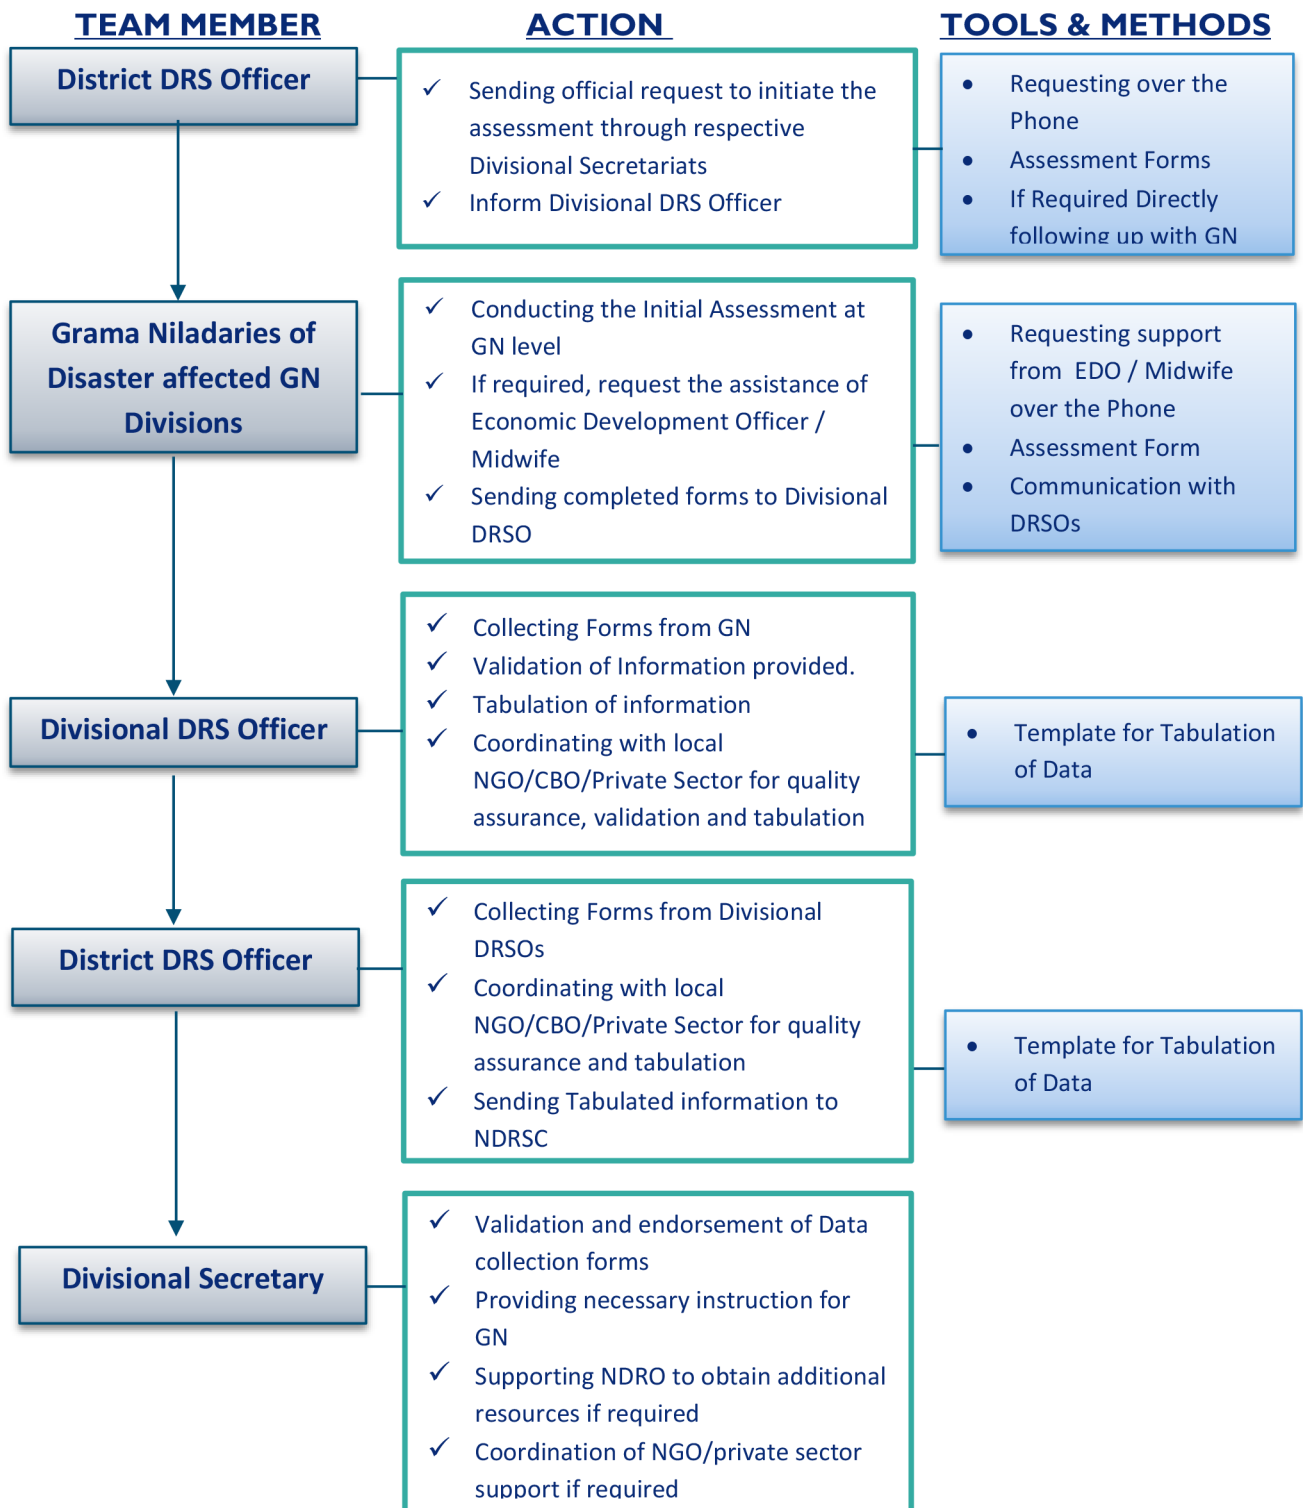 TEAM MEMBER
ACTION
TOOLS & METHODS
District DRS Officer
✓ Sending official request to initiate the
assessment through respective
Divisional Secretariats
✓ Inform Divisional DRS Officer
• Requesting over the
Phone
• Assessment Forms
• If Required Directly
following up with GN
Grama Niladaries of
Disaster affected GN
Divisions
✓ Conducting the Initial Assessment at
GN level
✓ If required, request the assistance of
Economic Development Officer /
Midwife
✓ Sending completed forms to Divisional
DRSO
• Requesting support
from EDO / Midwife
over the Phone
• Assessment Form
• Communication with
DRSOs
Divisional DRS Officer
✓ Collecting Forms from GN
✓ Validation of Information provided.
✓ Tabulation of information
✓ Coordinating with local
NGO/CBO/Private Sector for quality
assurance, validation and tabulation
• Template for Tabulation
of Data
District DRS Officer
✓ Collecting Forms from Divisional
DRSOs
✓ Coordinating with local
NGO/CBO/Private Sector for quality
assurance and tabulation
✓ Sending Tabulated information to
NDRSC
• Template for Tabulation
of Data
Divisional Secretary
✓ Validation and endorsement of Data
collection forms
✓ Providing necessary instruction for
GN
✓ Supporting NDRO to obtain additional
resources if required
✓ Coordination of NGO/private sector
support if required